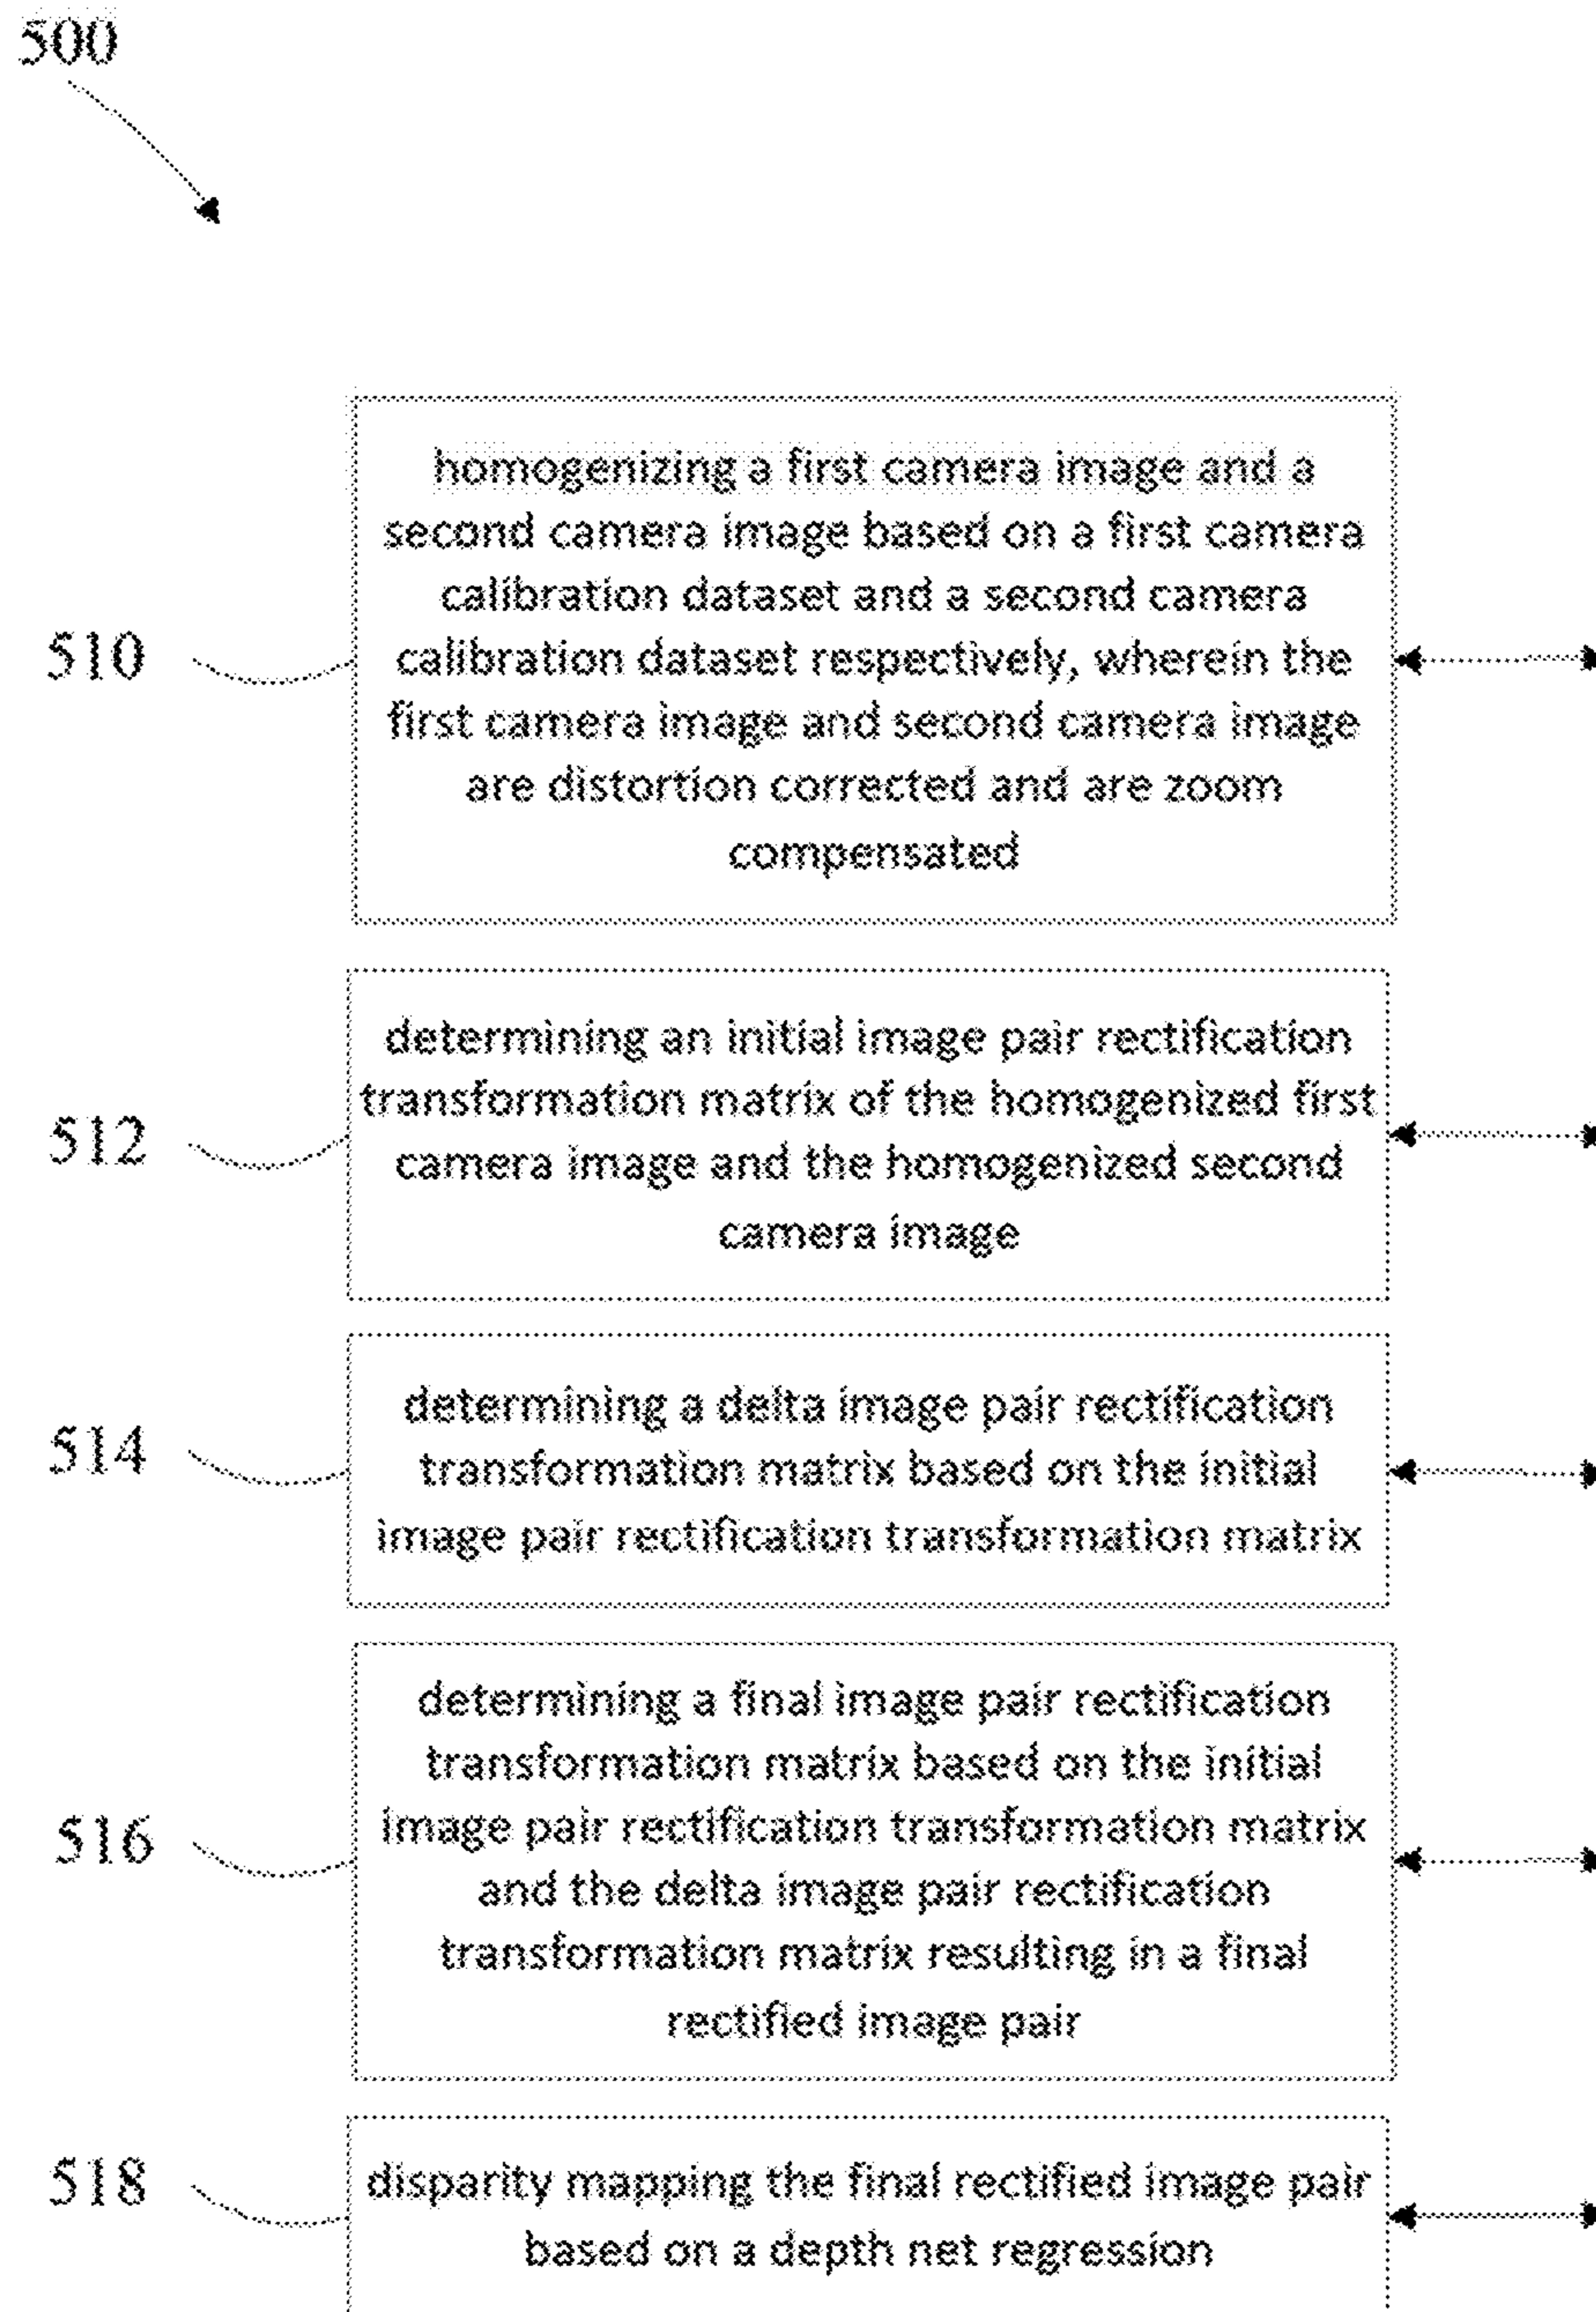 500
homogenizing a first camera image and a
second camera image based on a first camera
calibration dataset and a second camera
510
calibration dataset respectively, wherein the
first camera image and second camera image
are distortion corrected and are zoom
compensated
determining an initial image pair rectification
transformation matrix of the homogenized first
512
camera image and the homogenized second
camera image
determining a delta image pair rectification
514
transformation matrix based on the initial
image pair rectification transformation matrix
determining a final image pair rectification
transformation matrix based on the initial
516
image pair rectification transformation matrix
and the delta image pair rectification
transformation matrix resulting in a final
rectified image pair
518
disparity mapping the final rectified image pair
based on a depth net regression